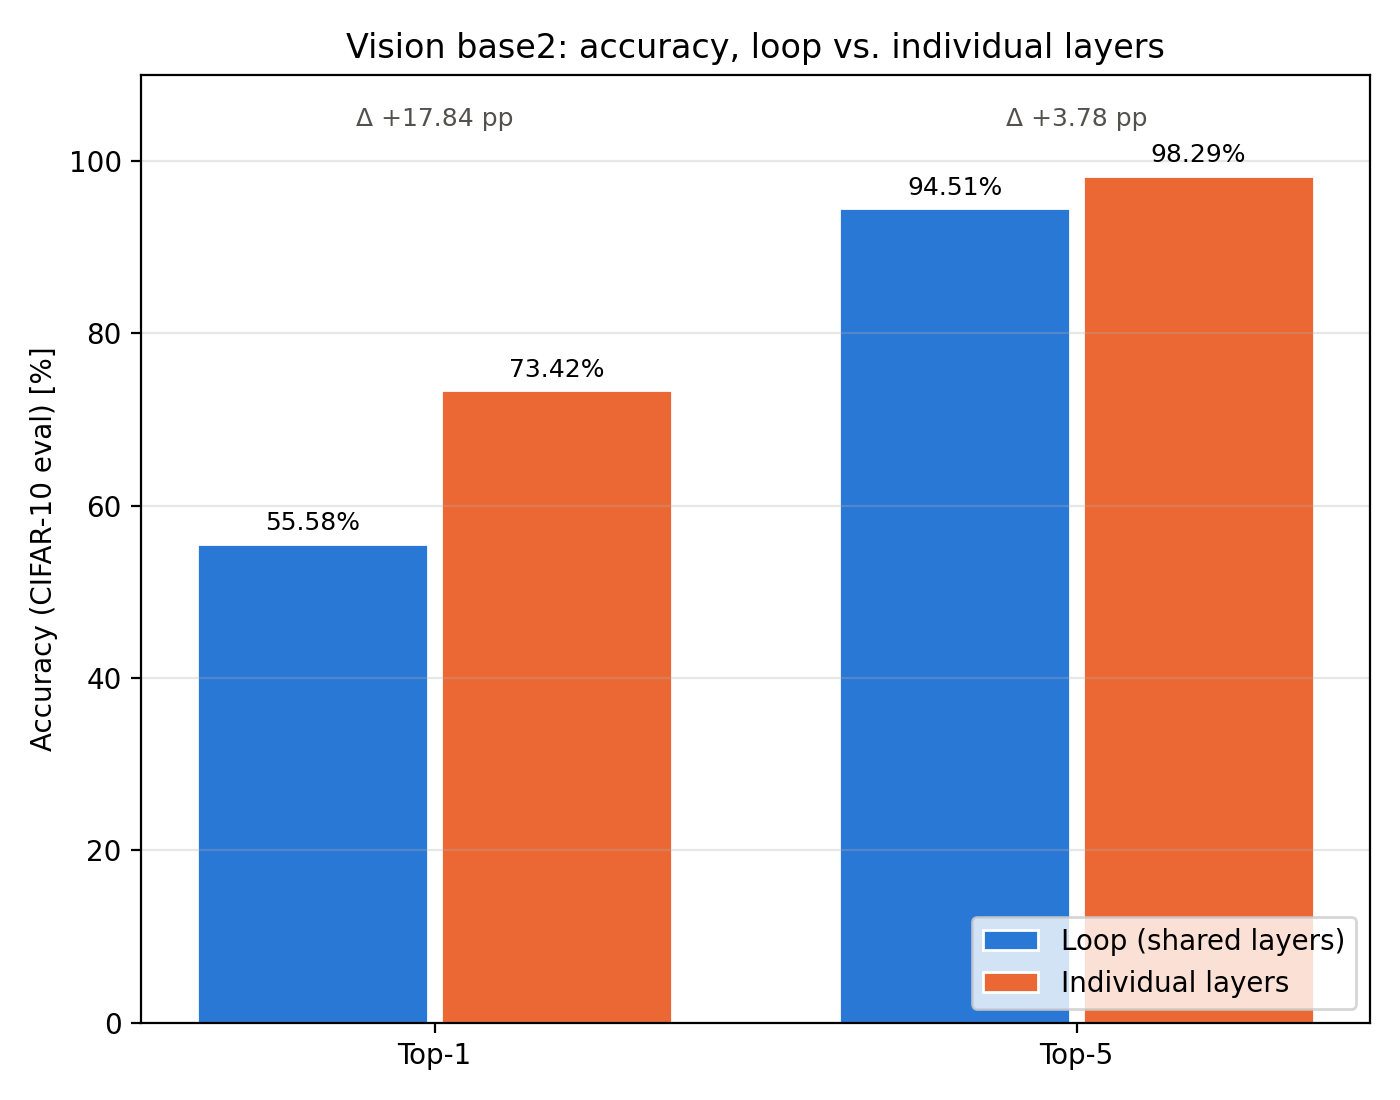 Vision base2: accuracy, loop vs. individual layers
Δ +17.84 pp
Δ +3.78 pp
98.29%
94.51%
73.42%
55.58%
Accuracy (CIFAR-10 eval) [%]
100
80
60
40
20
0
Loop (shared layers)
Individual layers
Top-1
Top-5